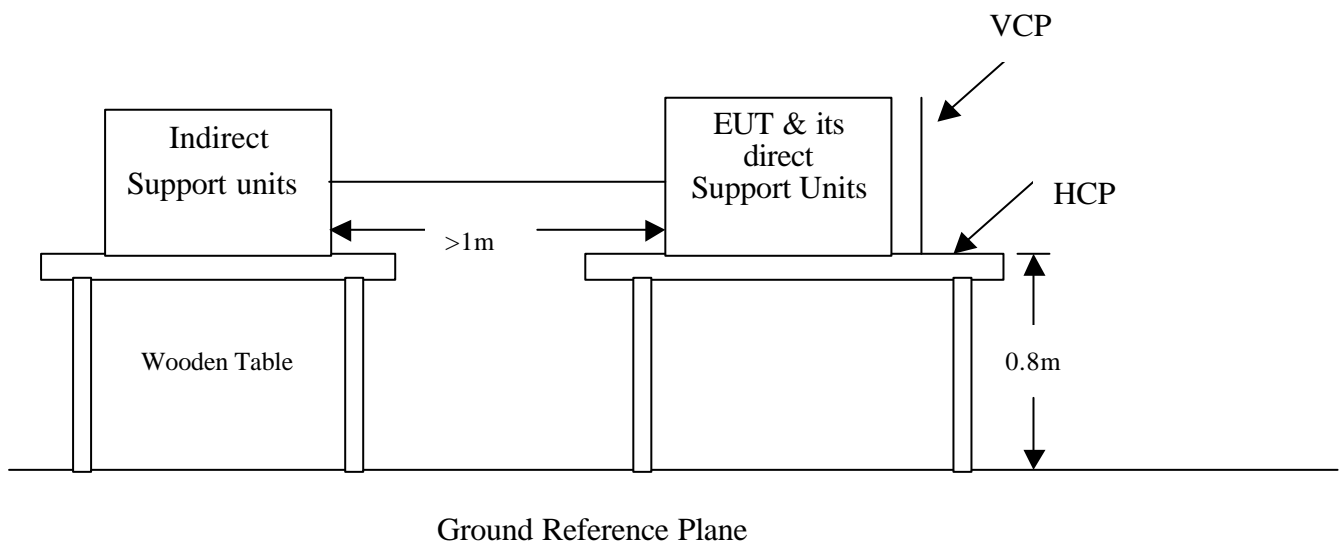 VCP
Indirect
Support units
EUT & its
direct
Support Units
HCP
>1m
Wooden Table
0.8m
Ground Reference Plane